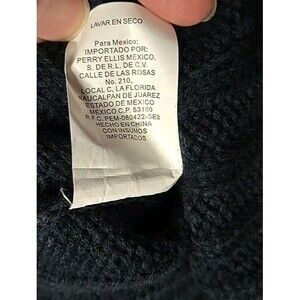 LAVAR EN SECO
Para Mexico:
IMPORTADO POR:
PERRY ELLIS MEXICO,
S. DE R.L. DE C.V.
CALLE DE LAS ROSAS
No. 210,
LOCAL C, LA FLORIDA
NAUCALPAN DE JUAREZ
ESTADO DE MEXICO
MEXICO C.P. 53160
R.F.C. PEM-080422-SE9
HECHO EN CHINA
CON INSUMOS
IMPORTADOS